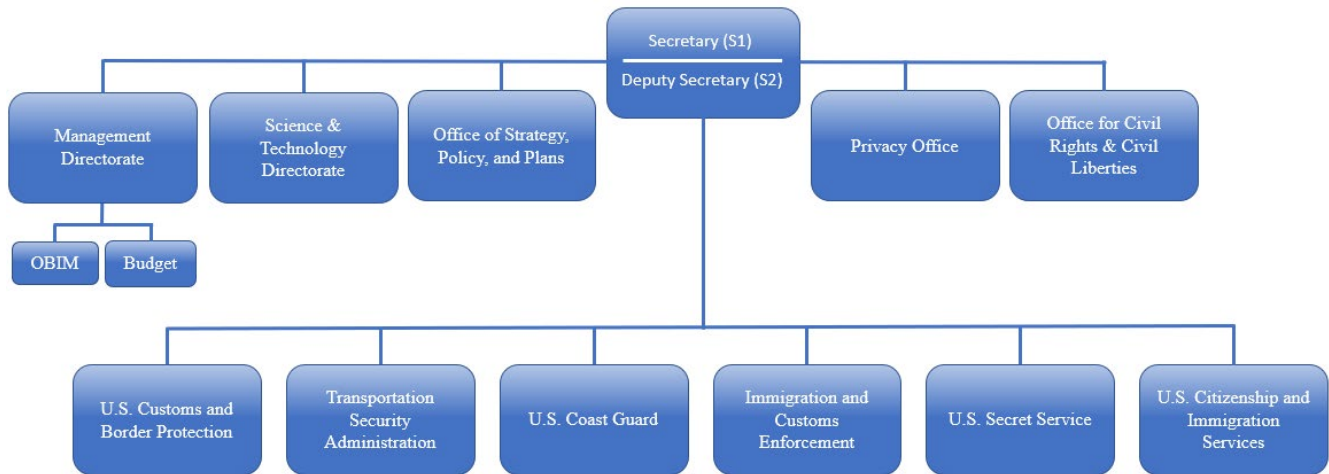 Secretary (S1)
Deputy Secretary (S2)
Management
Directorate
Science &
Technology
Directorate
Office of Strategy,
Policy, and Plans
Privacy Office
Office for Civil
Rights & Civil
Liberties
OBIM
Budget
U.S. Customs and
Border Protection
Transportation
Security
Administration
U.S. Coast Guard
Immigration and
Customs
Enforcement
U.S. Secret Service
U.S. Citizenship and
Immigration
Services